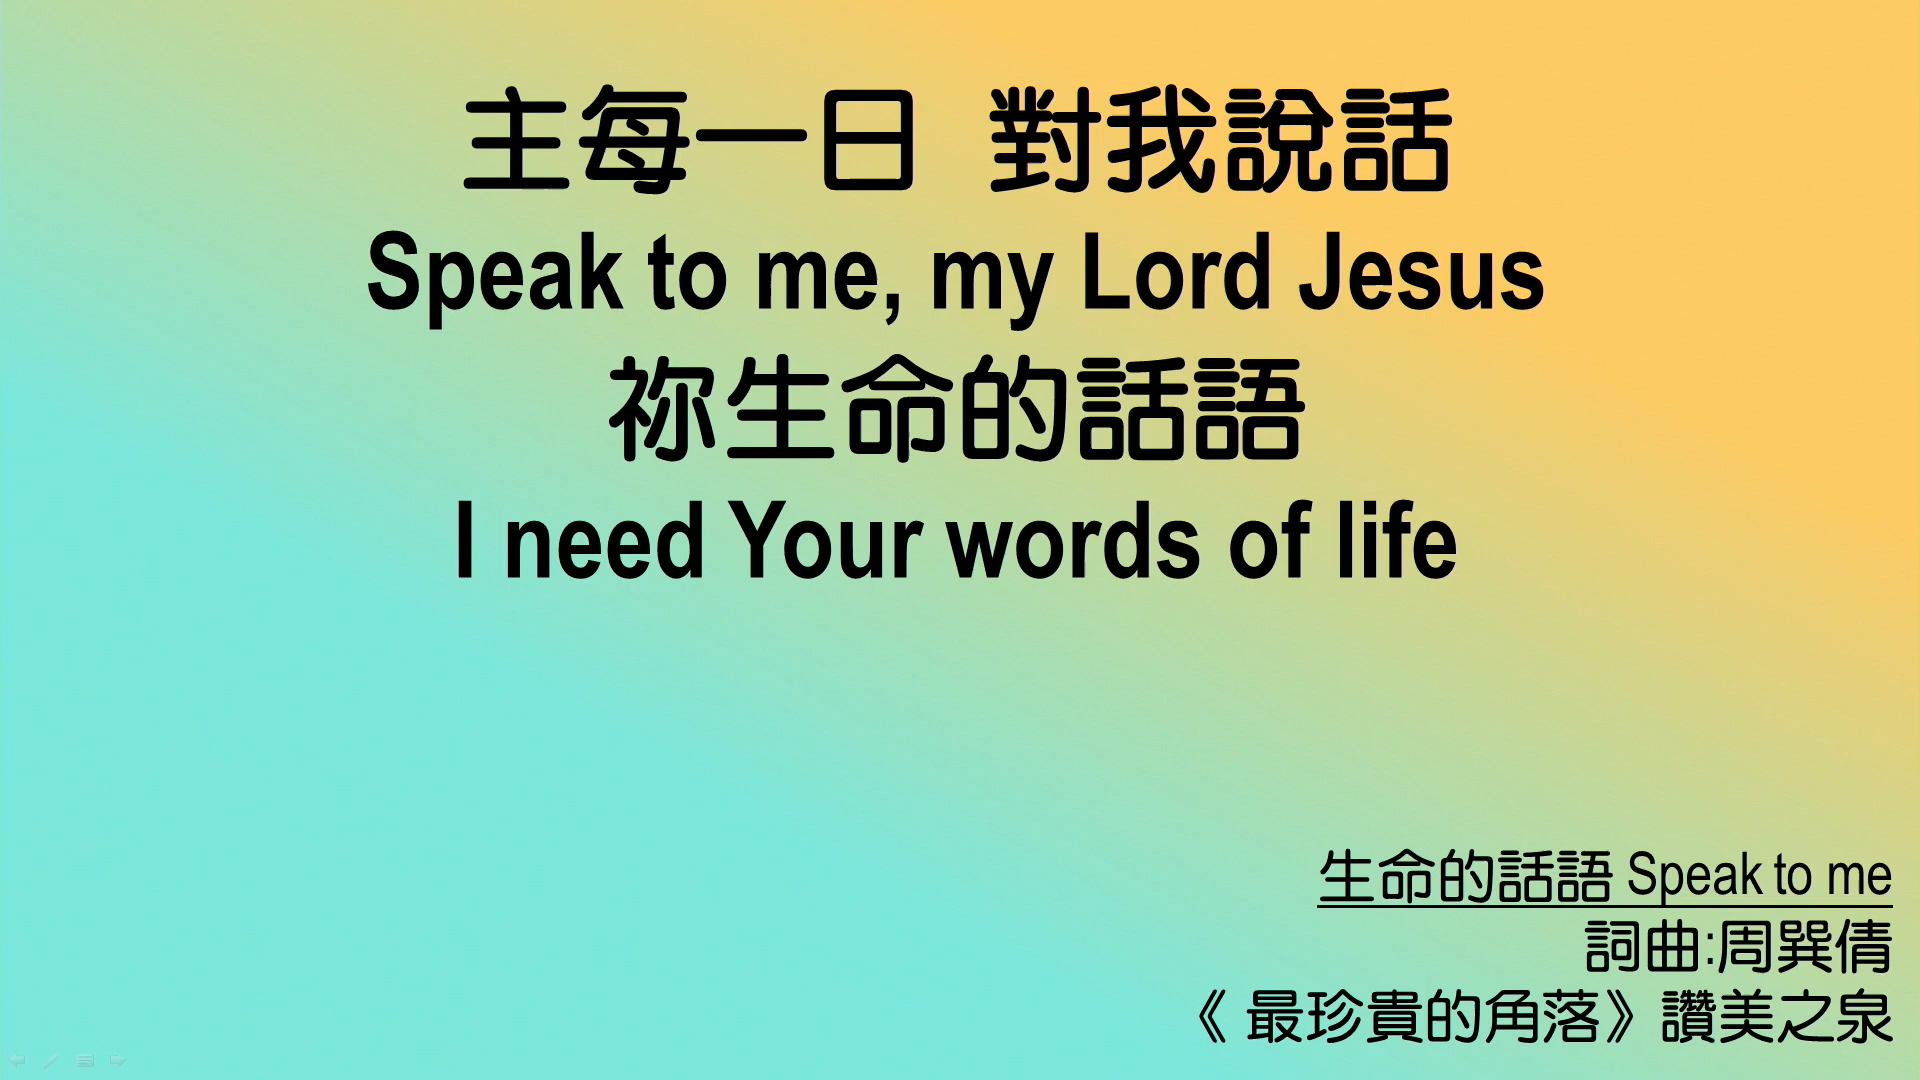 主每一日 對我說話
Speak to me, my Lord Jesus
祢生命的話語
I need Your words of life
生命的話語 Speak to me
詞曲:周巽倩
《 最珍貴的角落》讚美之泉